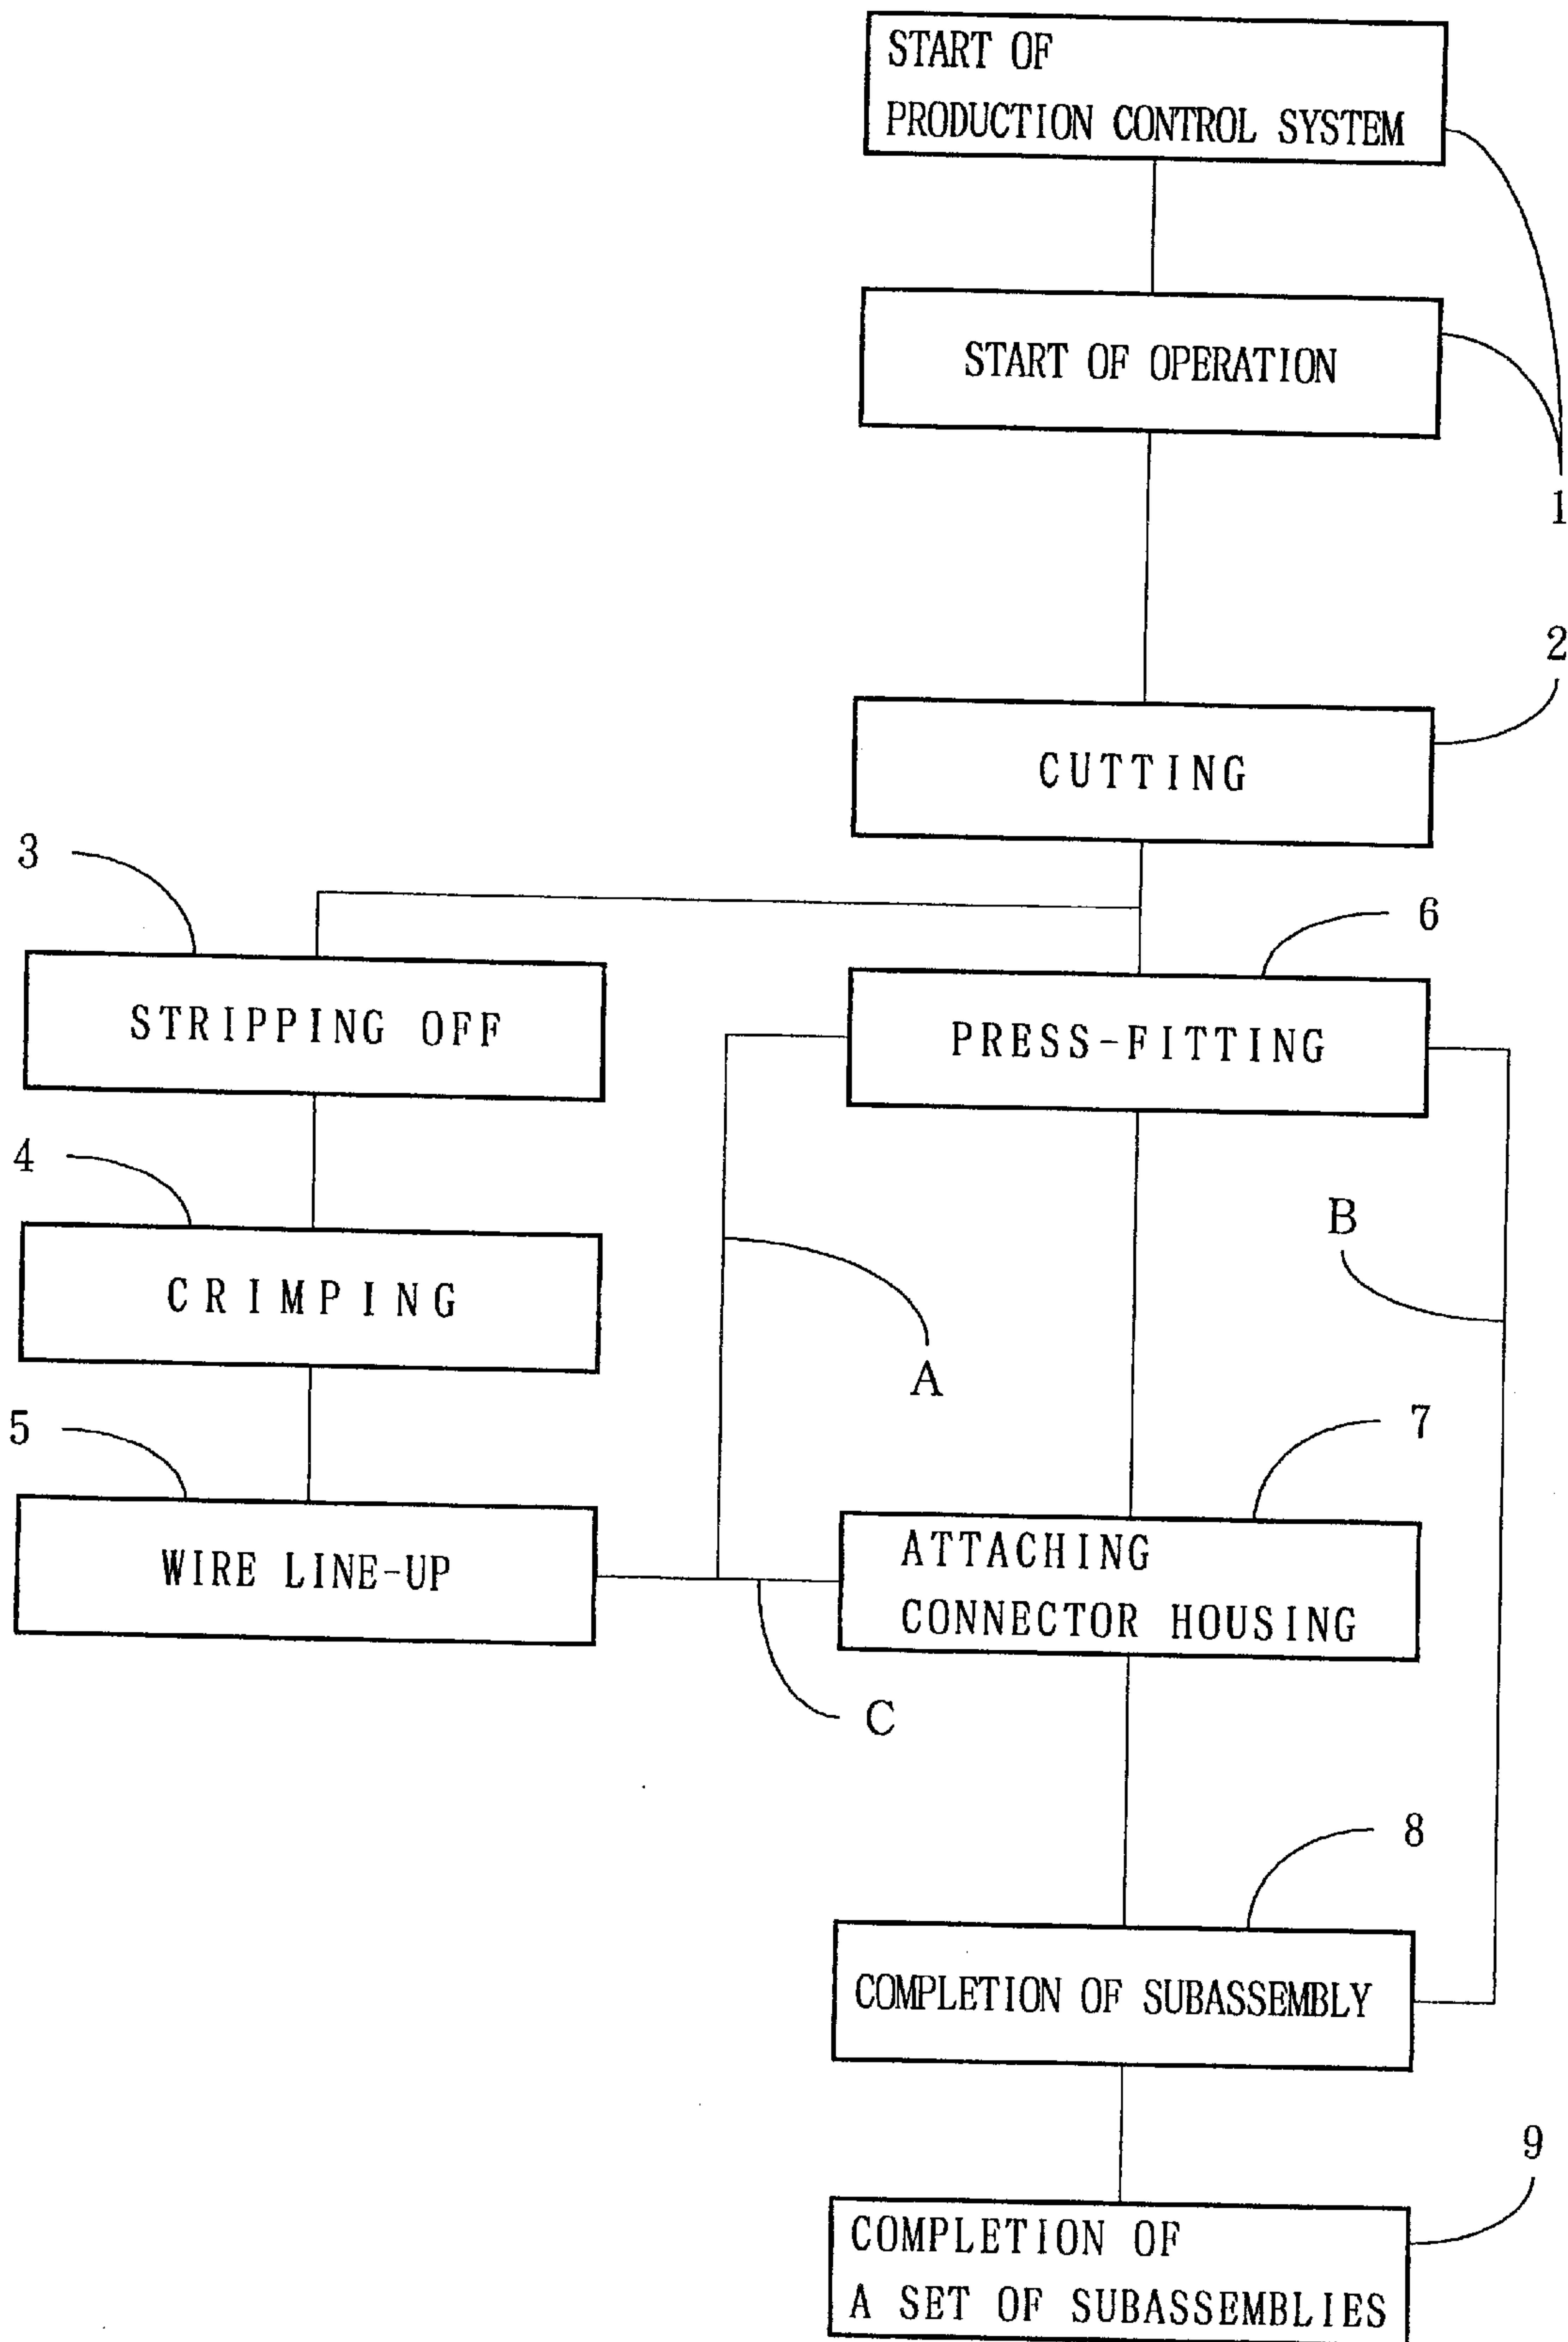 START OF
PRODUCTION CONTROL SYSTEM
START OF OPERATION
1
2
CUTTING
3
6
STRIPPING OFF
PRESS-FITTING
4
B
CRIMPING
A
5
7
WIRE LINE-UP
ATTACHING
CONNECTOR HOUSING
C
8
COMPLETION OF SUBASSEMBLY
9
COMPLETION OF
A SET OF SUBASSEMBLIES